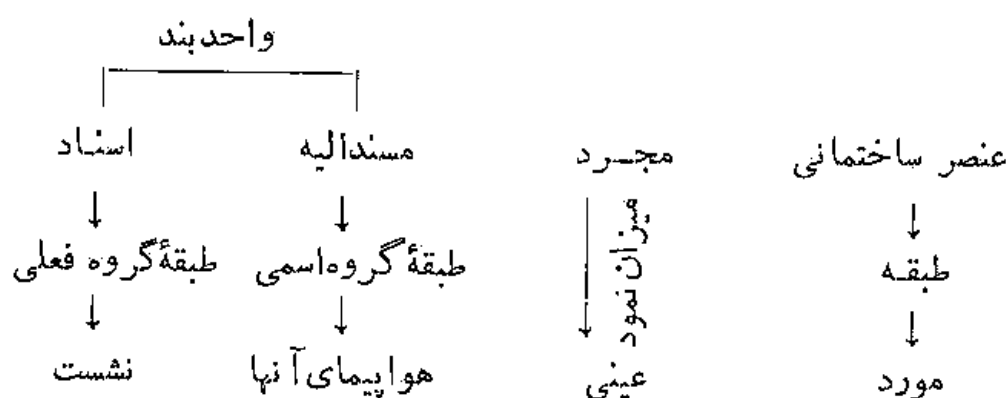 واحد بند
عنصر ساختمانی مجرد مسندالیه اسناد
میزان نمود
طبقه طبقهٔ گروه اسمی طبقهٔ گروه فعلی
مورد عینی هواپیمای آنها نشست